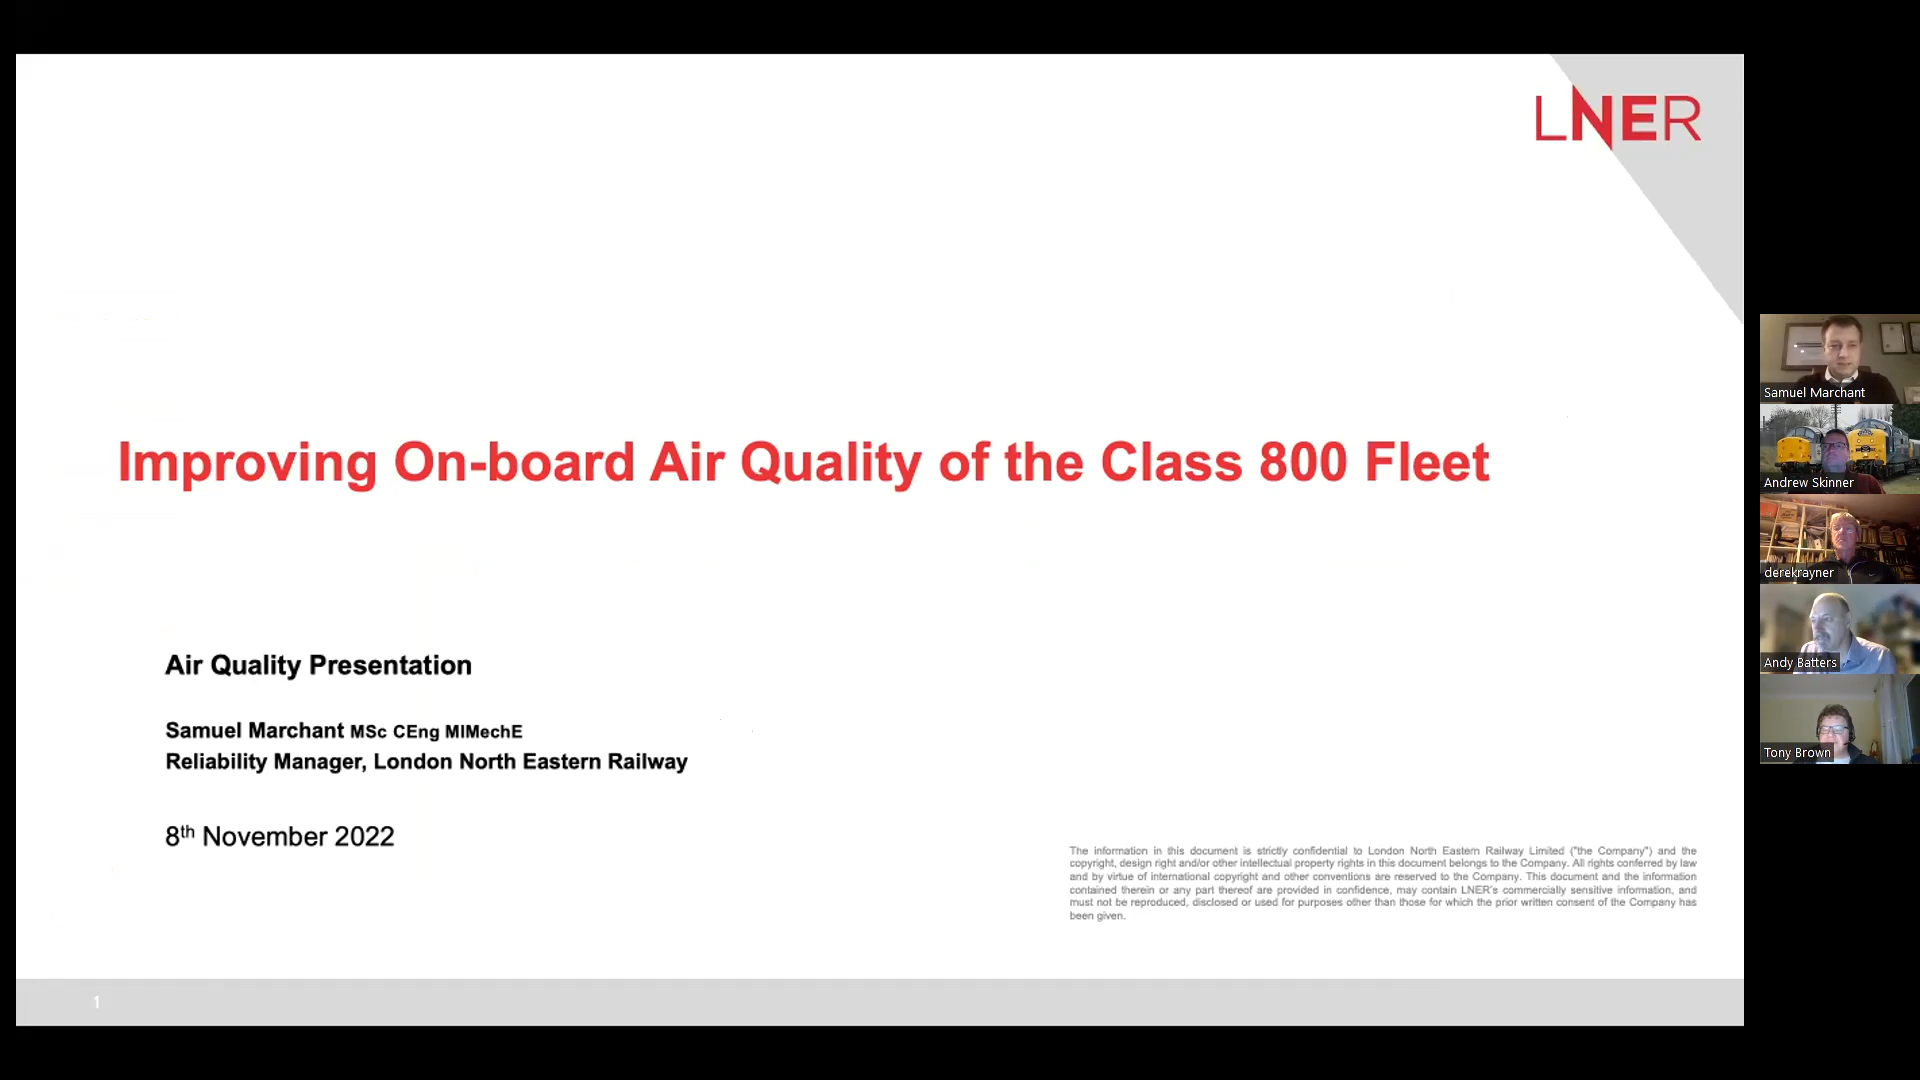 LNER
Improving On-board Air Quality of the Class 800 Fleet
Air Quality Presentation
Samuel Marchant MSc CEng MIMechE
Reliability Manager, London North Eastern Railway
8th November 2022
The information in this document is strictly confidential to London North Eastern Railway Limited ("the Company") and the
copyright, design right and/or other intellectual property rights in this document belongs to the Company. All rights conferred by law
and by virtue of international copyright and other conventions are reserved to the Company. This document and the information
contained therein or any part thereof are provided in confidence, may contain LNER's commercially sensitive information, and
must not be reproduced, disclosed or used for purposes other than those for which the prior written consent of the Company has
been given.
1
Samuel Marchant
Andrew Skinner
derekrayner
Andy Batters
Tony Brown